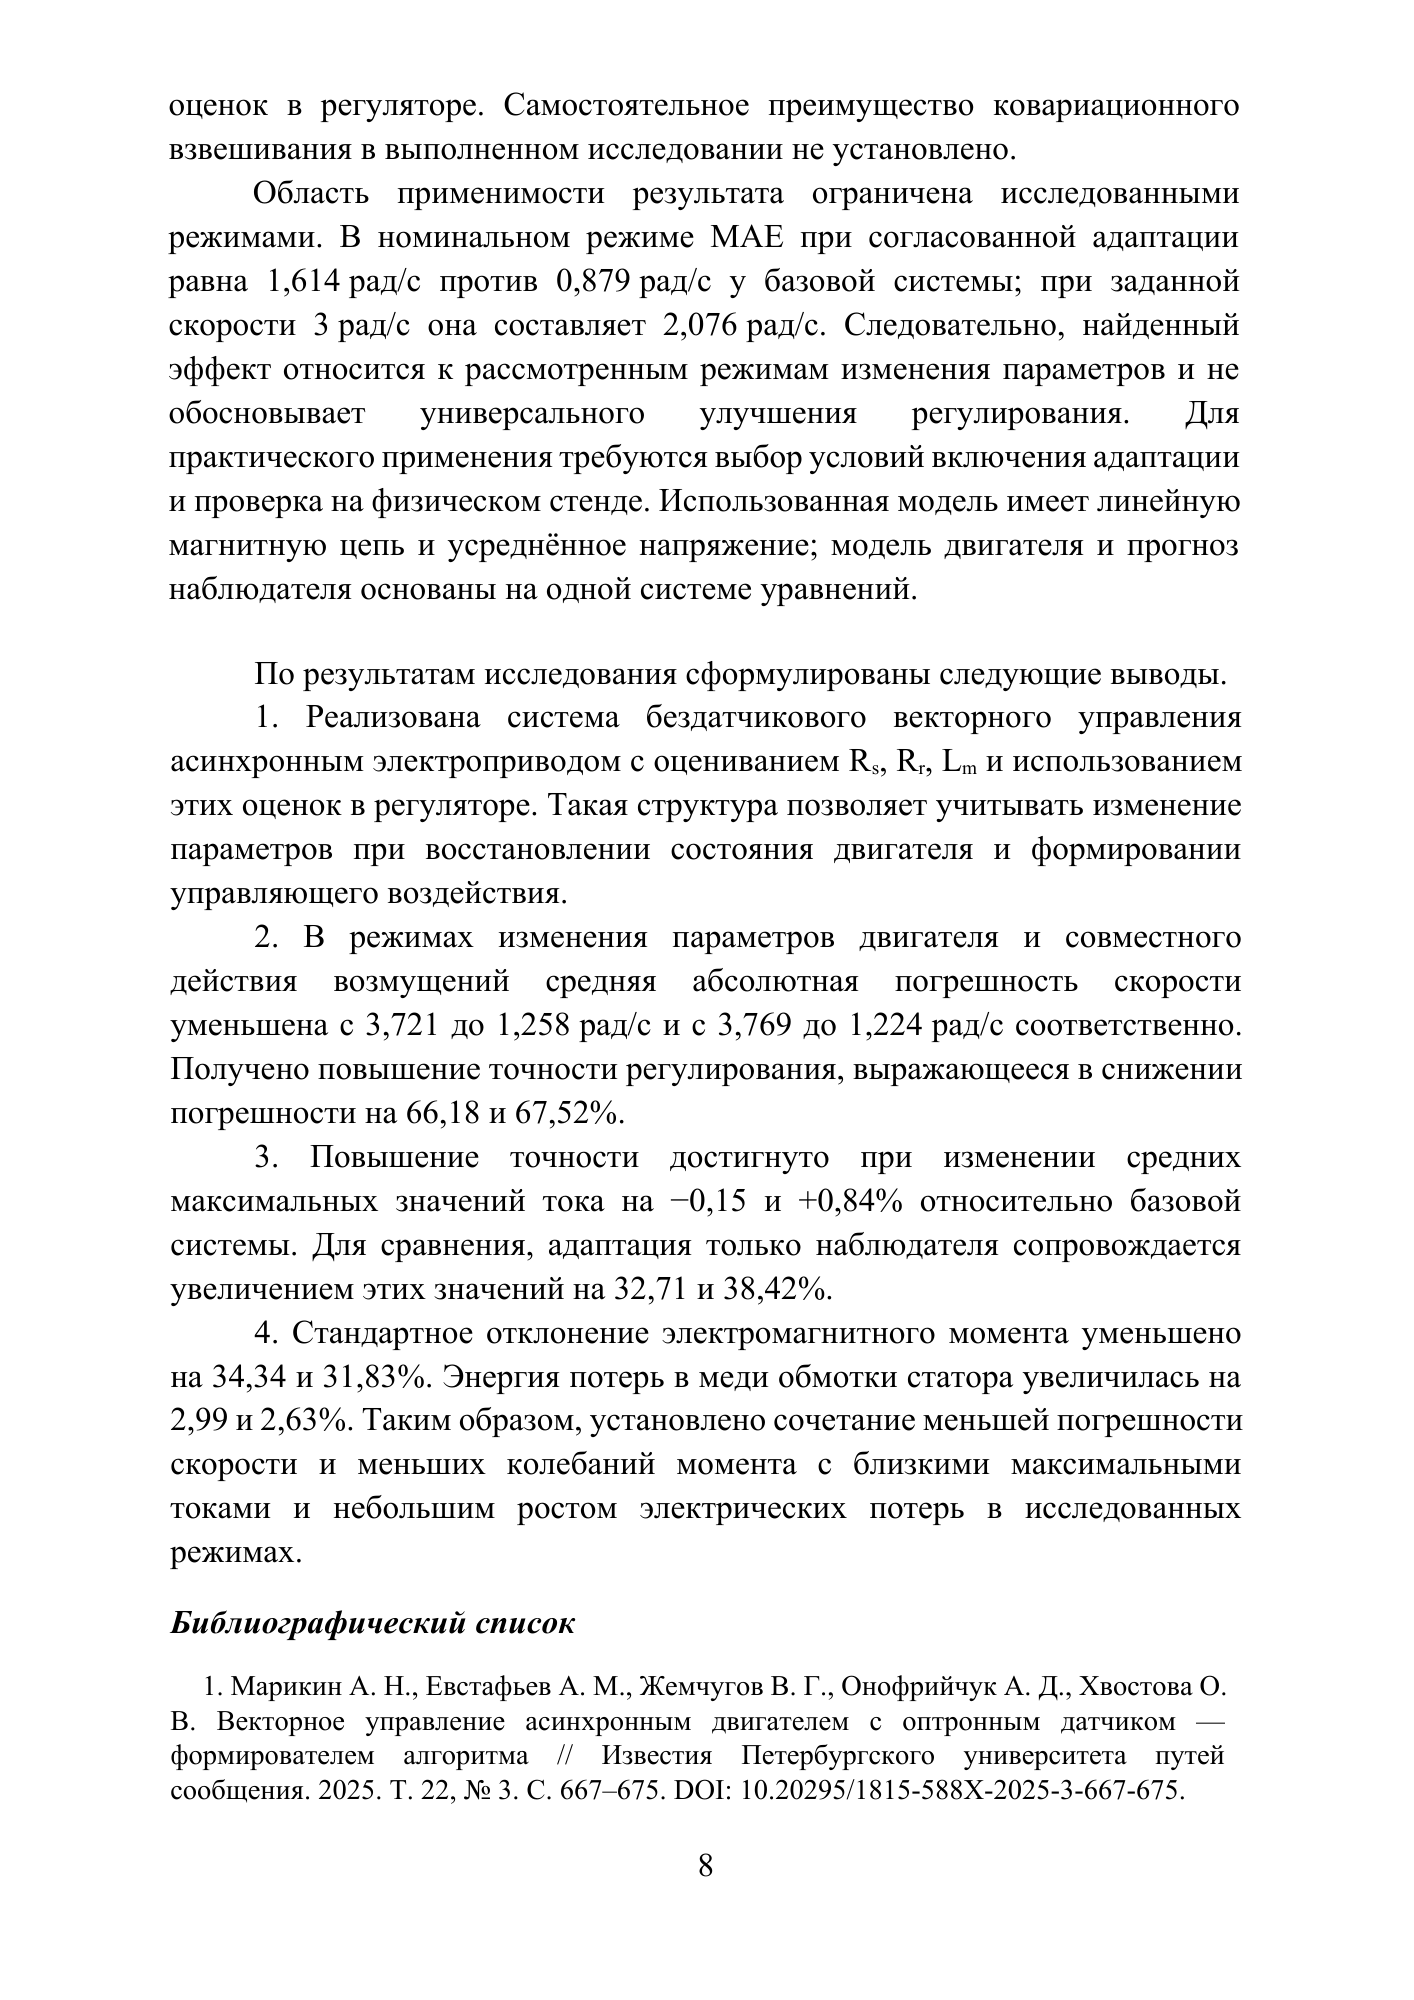 оценок в регуляторе. Самостоятельное преимущество ковариационного
взвешивания в выполненном исследовании не установлено.
Область применимости результата ограничена исследованными
режимами. В номинальном режиме MAE при согласованной адаптации
равна 1,614 рад/с против 0,879 рад/с у базовой системы; при заданной
скорости 3 рад/с она составляет 2,076 рад/с. Следовательно, найденный
эффект относится к рассмотренным режимам изменения параметров и не
обосновывает универсального улучшения регулирования. Для
практического применения требуются выбор условий включения адаптации
и проверка на физическом стенде. Использованная модель имеет линейную
магнитную цепь и усреднённое напряжение; модель двигателя и прогноз
наблюдателя основаны на одной системе уравнений.
По результатам исследования сформулированы следующие выводы.
1. Реализована система бездатчикового векторного управления
асинхронным электроприводом с оцениванием Rₛ, Rᵣ, Lₘ и использованием
этих оценок в регуляторе. Такая структура позволяет учитывать изменение
параметров при восстановлении состояния двигателя и формировании
управляющего воздействия.
2. В режимах изменения параметров двигателя и совместного
действия возмущений средняя абсолютная погрешность скорости
уменьшена с 3,721 до 1,258 рад/с и с 3,769 до 1,224 рад/с соответственно.
Получено повышение точности регулирования, выражающееся в снижении
погрешности на 66,18 и 67,52%.
3. Повышение точности достигнуто при изменении средних
максимальных значений тока на −0,15 и +0,84% относительно базовой
системы. Для сравнения, адаптация только наблюдателя сопровождается
увеличением этих значений на 32,71 и 38,42%.
4. Стандартное отклонение электромагнитного момента уменьшено
на 34,34 и 31,83%. Энергия потерь в меди обмотки статора увеличилась на
2,99 и 2,63%. Таким образом, установлено сочетание меньшей погрешности
скорости и меньших колебаний момента с близкими максимальными
токами и небольшим ростом электрических потерь в исследованных
режимах.
Библиографический список
1. Марикин А. Н., Евстафьев А. М., Жемчугов В. Г., Онофрийчук А. Д., Хвостова О.
В. Векторное управление асинхронным двигателем с оптронным датчиком —
формирователем алгоритма // Известия Петербургского университета путей
сообщения. 2025. Т. 22, № 3. С. 667–675. DOI: 10.20295/1815-588X-2025-3-667-675.
8